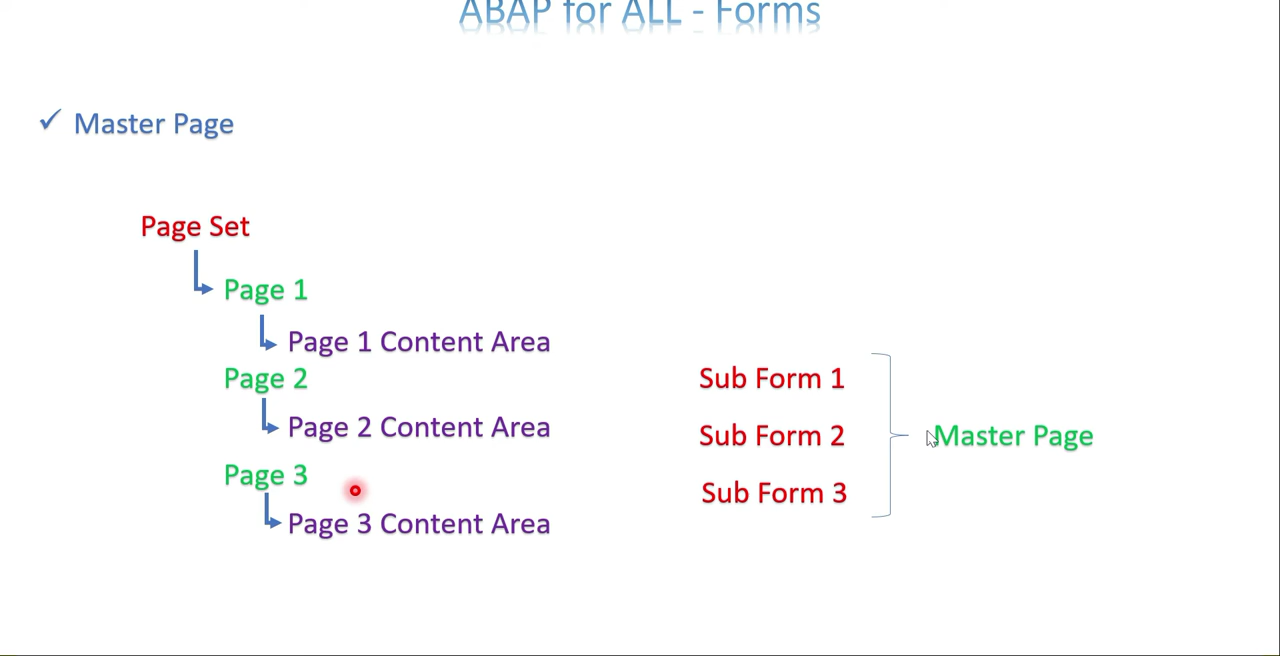 ABAP for ALL - Forms
✓ Master Page
Page Set
Page 1
Page 1 Content Area
Page 2
Page 2 Content Area
Page 3
Page 3 Content Area
Sub Form 1
Sub Form 2
Sub Form 3
Master Page